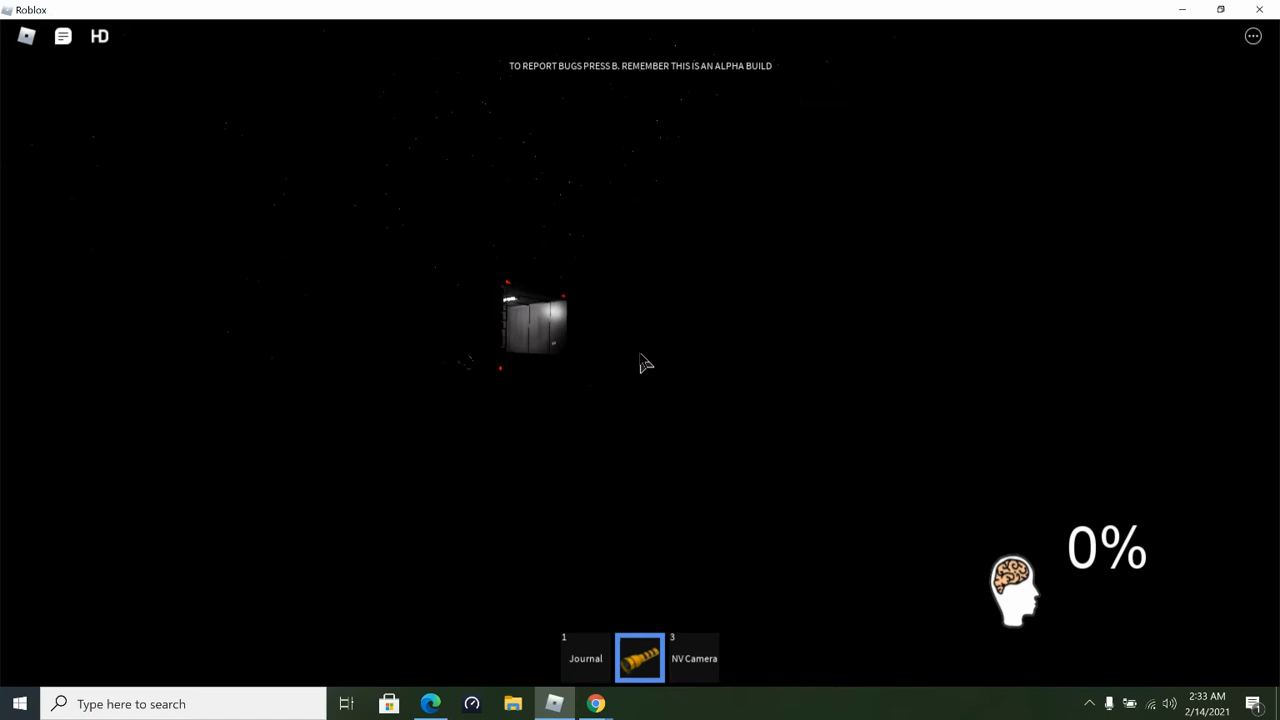 Roblox
HD
TO REPORT BUGS PRESS B. REMEMBER THIS IS AN ALPHA BUILD
0%
1
Journal
3
NV Camera
Type here to search
2:33 AM
2/14/2021
1